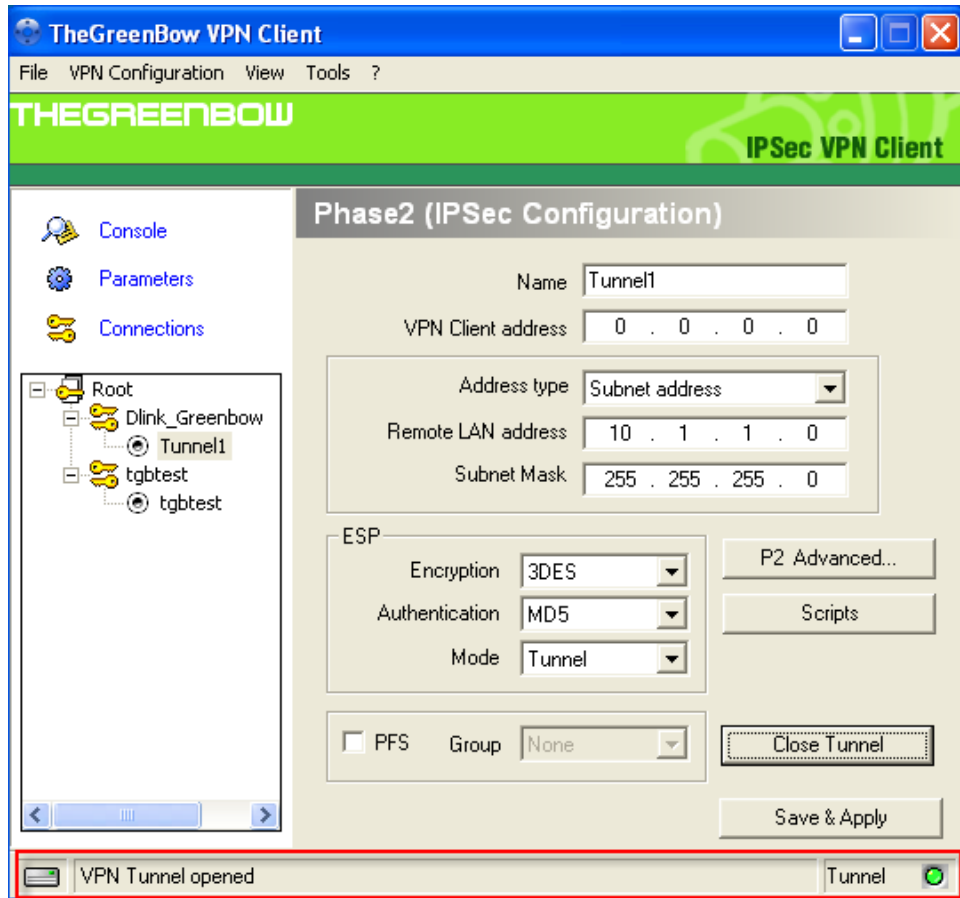 TheGreenBow VPN Client
File VPN Configuration View Tools ?
THEGREENBOW
IPSec VPN Client
Console
Parameters
Connections
Root
Dlink_Greenbow
Tunnel1
tgbtest
tgbtest
Phase2 (IPSec Configuration)
Name Tunnel1
VPN Client address 0 . 0 . 0 . 0
Address type Subnet address
Remote LAN address 10 . 1 . 1 . 0
Subnet Mask 255 . 255 . 255 . 0
ESP
Encryption 3DES
Authentication MD5
Mode Tunnel
P2 Advanced...
Scripts
PFS Group None
Close Tunnel
Save & Apply
VPN Tunnel opened Tunnel